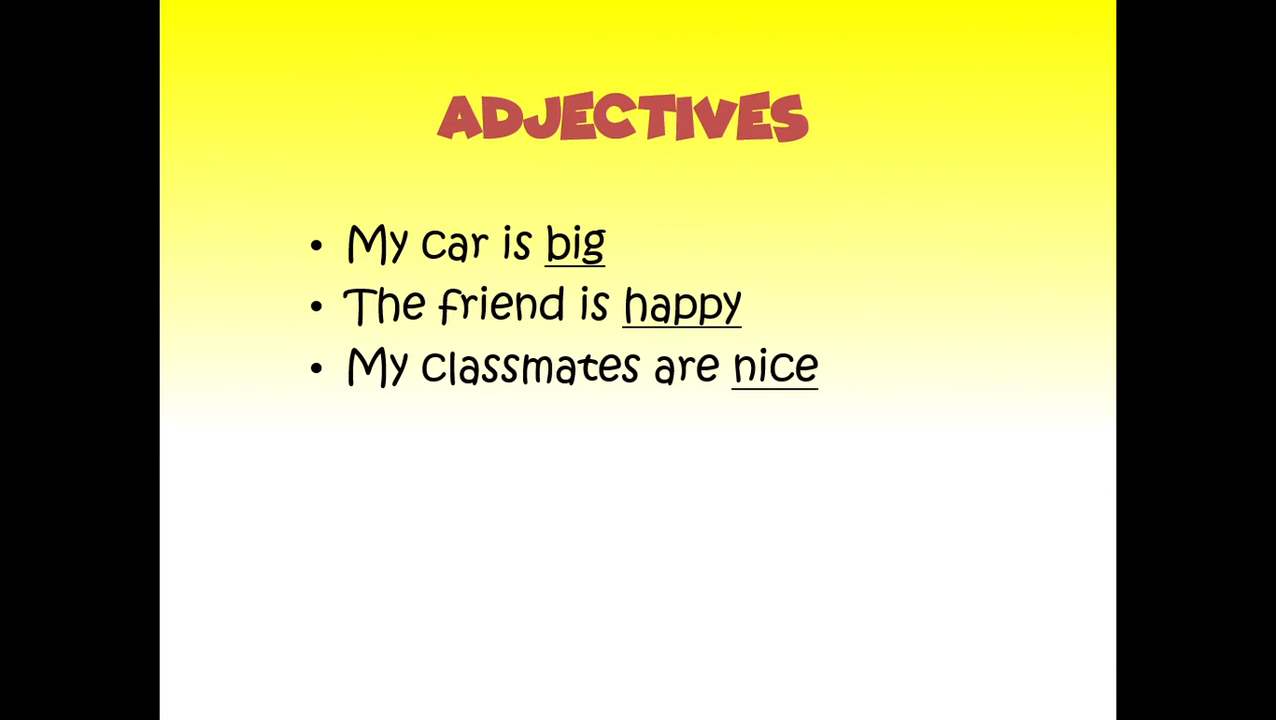 ADJECTIVES
• My car is big
• The friend is happy
• My classmates are nice